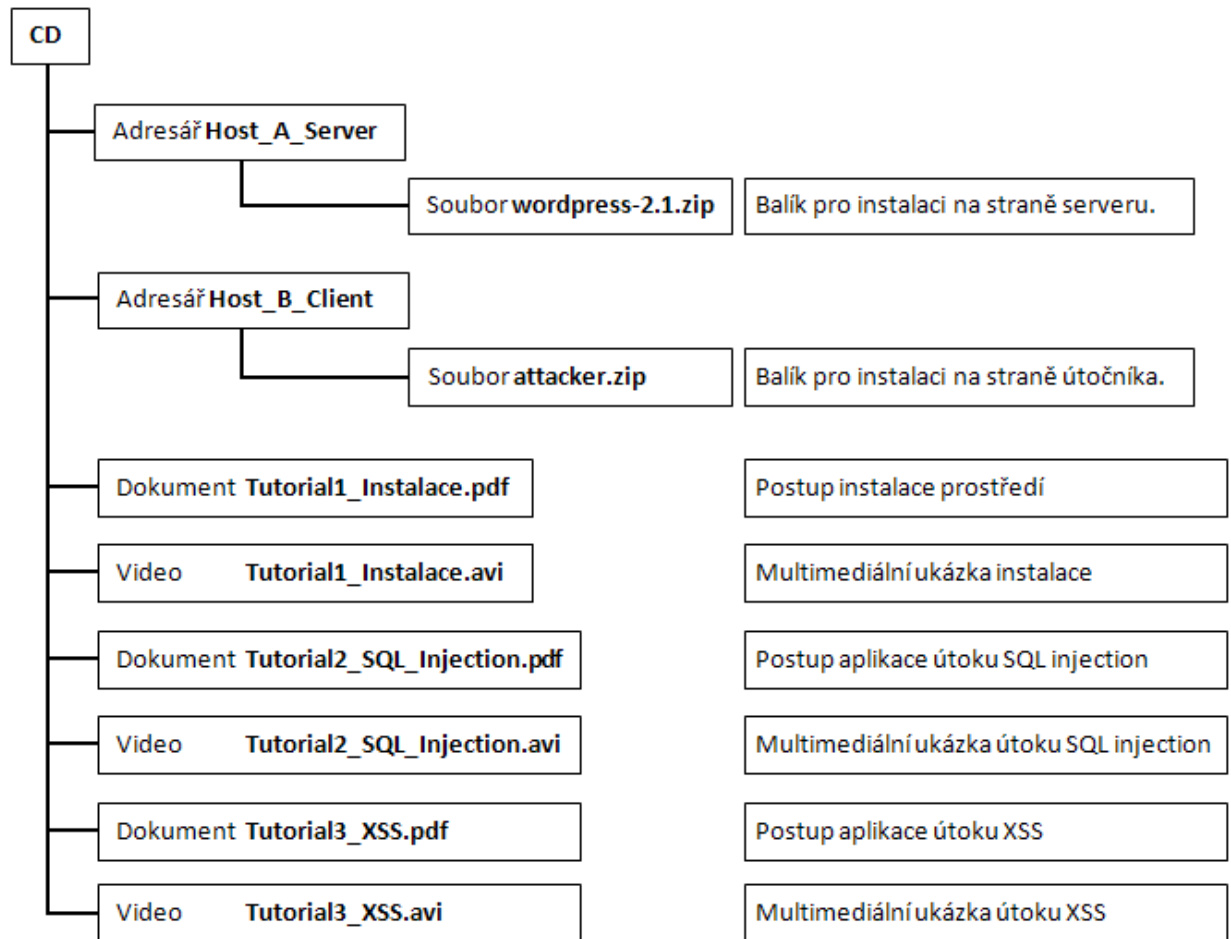 CD
Adresář Host_A_Server
Soubor wordpress-2.1.zip
Balík pro instalaci na straně serveru.
Adresář Host_B_Client
Soubor attacker.zip
Balík pro instalaci na straně útočníka.
Dokument Tutorial1_Instalace.pdf
Postup instalace prostředí
Video Tutorial1_Instalace.avi
Multimediální ukázka instalace
Dokument Tutorial2_SQL_Injection.pdf
Postup aplikace útoku SQL injection
Video Tutorial2_SQL_Injection.avi
Multimediální ukázka útoku SQL injection
Dokument Tutorial3_XSS.pdf
Postup aplikace útoku XSS
Video Tutorial3_XSS.avi
Multimediální ukázka útoku XSS